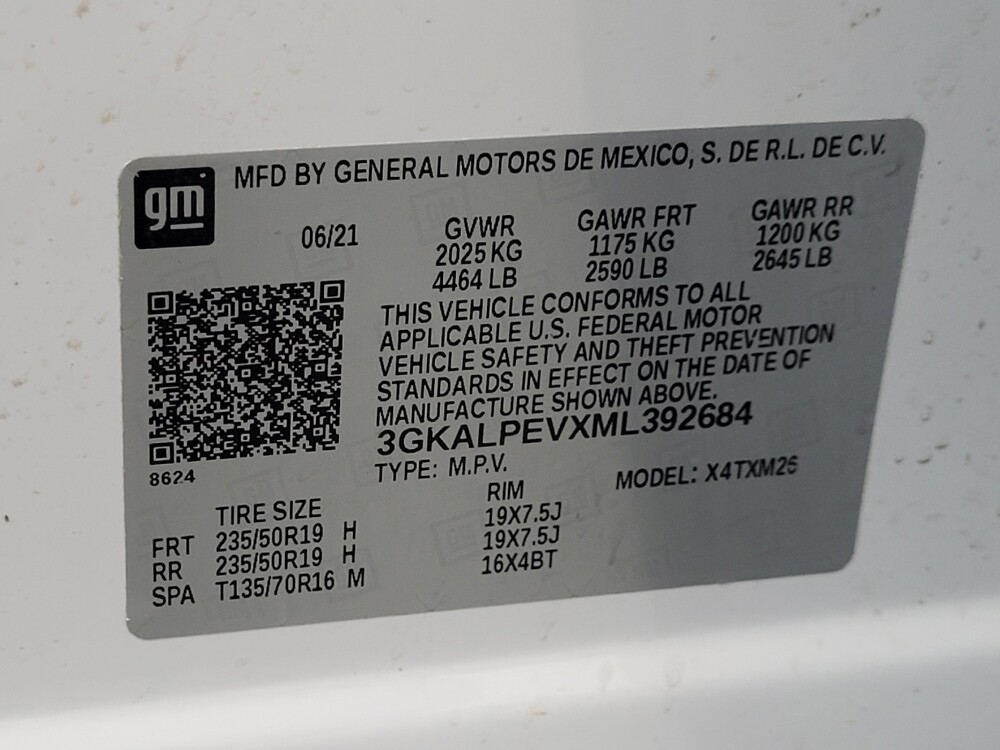 gm
MFD BY GENERAL MOTORS DE MEXICO, S. DE R.L. DE C.V.
06/21
GVWR
2025 KG
4464 LB
GAWR FRT
1175 KG
2590 LB
GAWR RR
1200 KG
2645 LB
THIS VEHICLE CONFORMS TO ALL
APPLICABLE U.S. FEDERAL MOTOR
VEHICLE SAFETY AND THEFT PREVENTION
STANDARDS IN EFFECT ON THE DATE OF
MANUFACTURE SHOWN ABOVE.
3GKALPEVXML392684
8624
TYPE: M.P.V.
MODEL: X4TXM26
TIRE SIZE RIM
FRT 235/50R19 H 19X7.5J
RR 235/50R19 H 19X7.5J
SPA T135/70R16 M 16X4BT